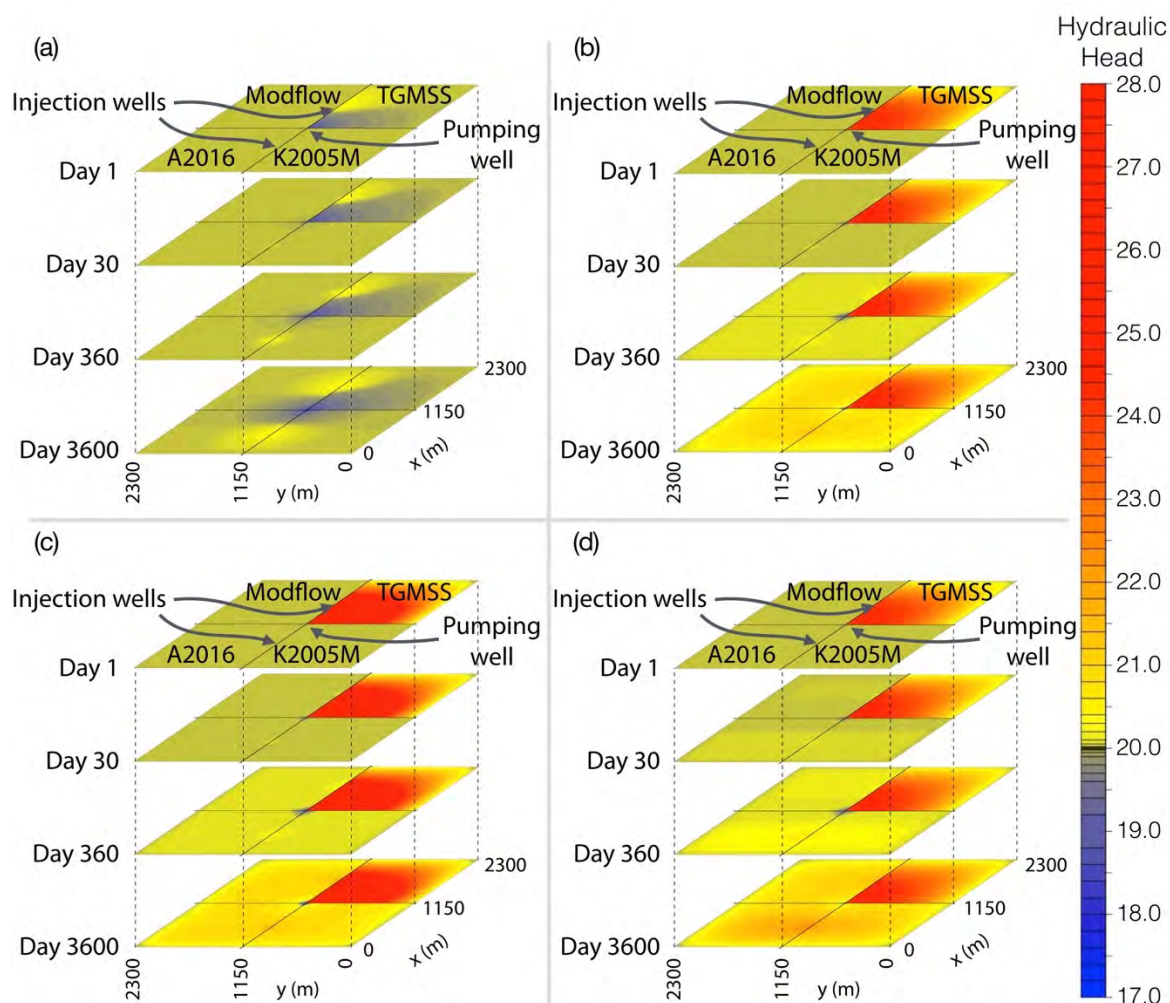 Hydraulic
Head
(a)
Modflow TGMSS
Injection wells
Pumping
well
A2016 K2005M
Day 1
Day 30
Day 360
Day 3600
2300
1150
0
x (m)
2300
1150
0
y (m)
(b)
Modflow TGMSS
Injection wells
Pumping
well
A2016 K2005M
Day 1
Day 30
Day 360
Day 3600
2300
1150
0
x (m)
2300
1150
0
y (m)
(c)
Modflow TGMSS
Injection wells
Pumping
well
A2016 K2005M
Day 1
Day 30
Day 360
Day 3600
2300
1150
0
x (m)
2300
1150
0
y (m)
(d)
Modflow TGMSS
Injection wells
Pumping
well
A2016 K2005M
Day 1
Day 30
Day 360
Day 3600
2300
1150
0
x (m)
2300
1150
0
y (m)
28.0
27.0
26.0
25.0
24.0
23.0
22.0
21.0
20.0
19.0
18.0
17.0